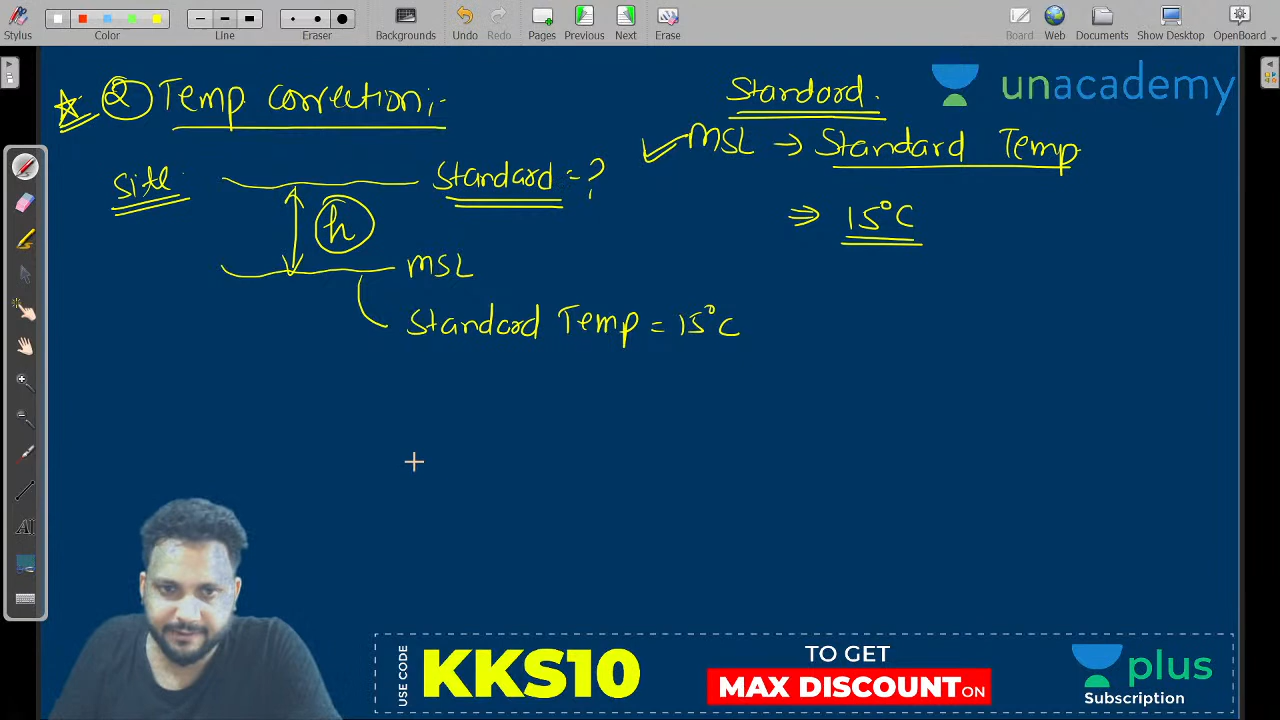 Stylus
Color
Line
Eraser
Backgrounds
Undo
Redo
Pages
Previous
Next
Erase
Board
Web
Documents
Show Desktop
OpenBoard
② Temp correction:-
Standard.
unacademy
MSL → Standard Temp
Site
Standard = ?
⇒ 15°C
h
MSL
Standard Temp = 15°C
USE CODE
KKS10
TO GET
MAX DISCOUNT ON
plus
Subscription